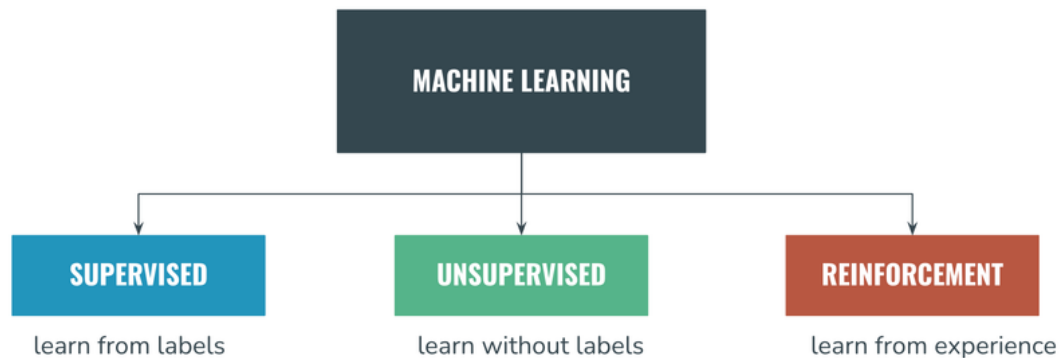 MACHINE LEARNING
SUPERVISED
UNSUPERVISED
REINFORCEMENT
learn from labels
learn without labels
learn from experience